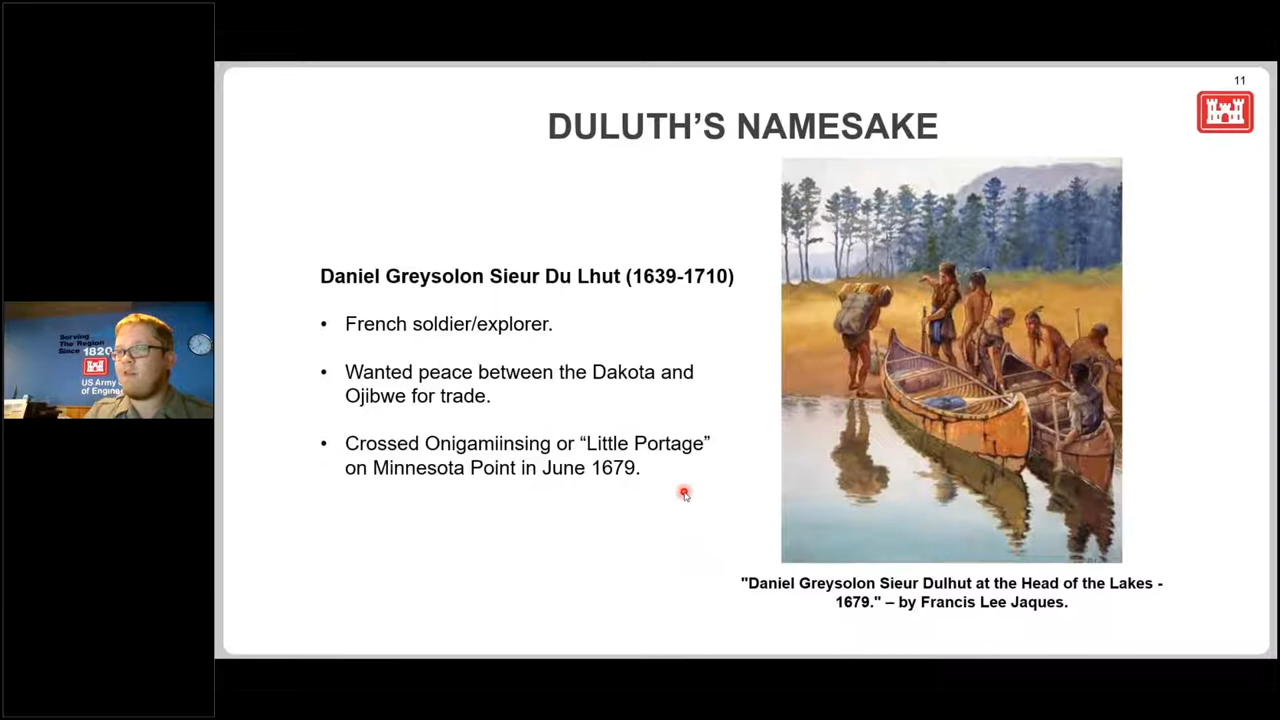 11
DULUTH'S NAMESAKE
Daniel Greysolon Sieur Du Lhut (1639-1710)
• French soldier/explorer.
• Wanted peace between the Dakota and
Ojibwe for trade.
• Crossed Onigamiinsing or “Little Portage”
on Minnesota Point in June 1679.
"Daniel Greysolon Sieur Dulhut at the Head of the Lakes -
1679." – by Francis Lee Jaques.
Serving
The Region
Since 1820
US Army
of Engine